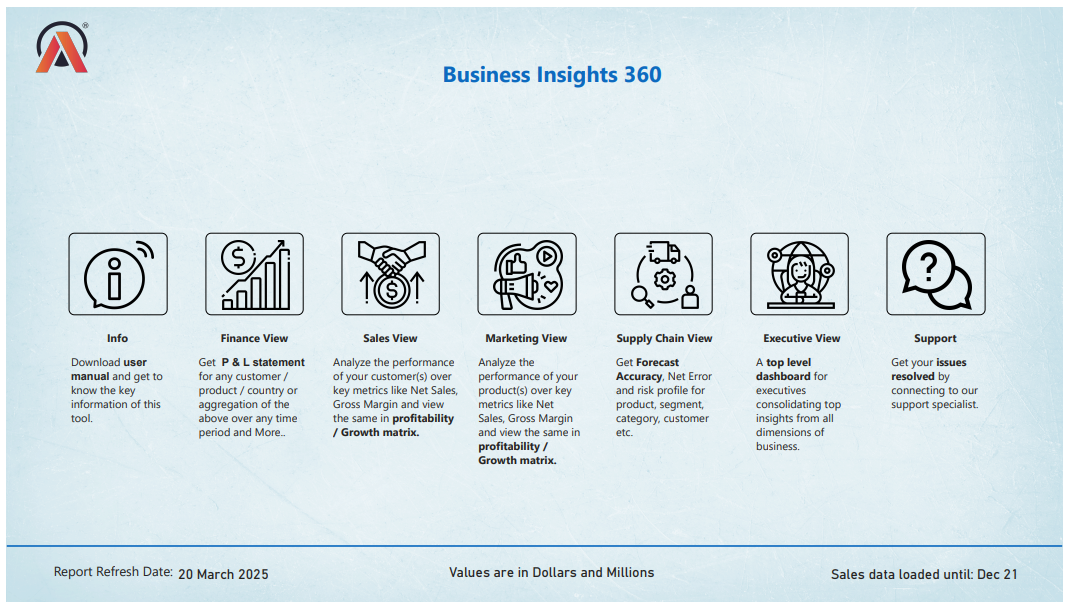 ®
Business Insights 360
Info
Download user
manual and get to
know the key
information of this
tool.
Finance View
Get P & L statement
for any customer /
product / country or
aggregation of the
above over any time
period and More..
Sales View
Analyze the performance
of your customer(s) over
key metrics like Net Sales,
Gross Margin and view
the same in profitability
/ Growth matrix.
Marketing View
Analyze the
performance of your
product(s) over key
metrics like Net
Sales, Gross Margin
and view the same in
profitability /
Growth matrix.
Supply Chain View
Get Forecast
Accuracy, Net Error
and risk profile for
product, segment,
category, customer
etc.
Executive View
A top level
dashboard for
executives
consolidating top
insights from all
dimensions of
business.
Support
Get your issues
resolved by
connecting to our
support specialist.
Report Refresh Date: 20 March 2025
Values are in Dollars and Millions
Sales data loaded until: Dec 21